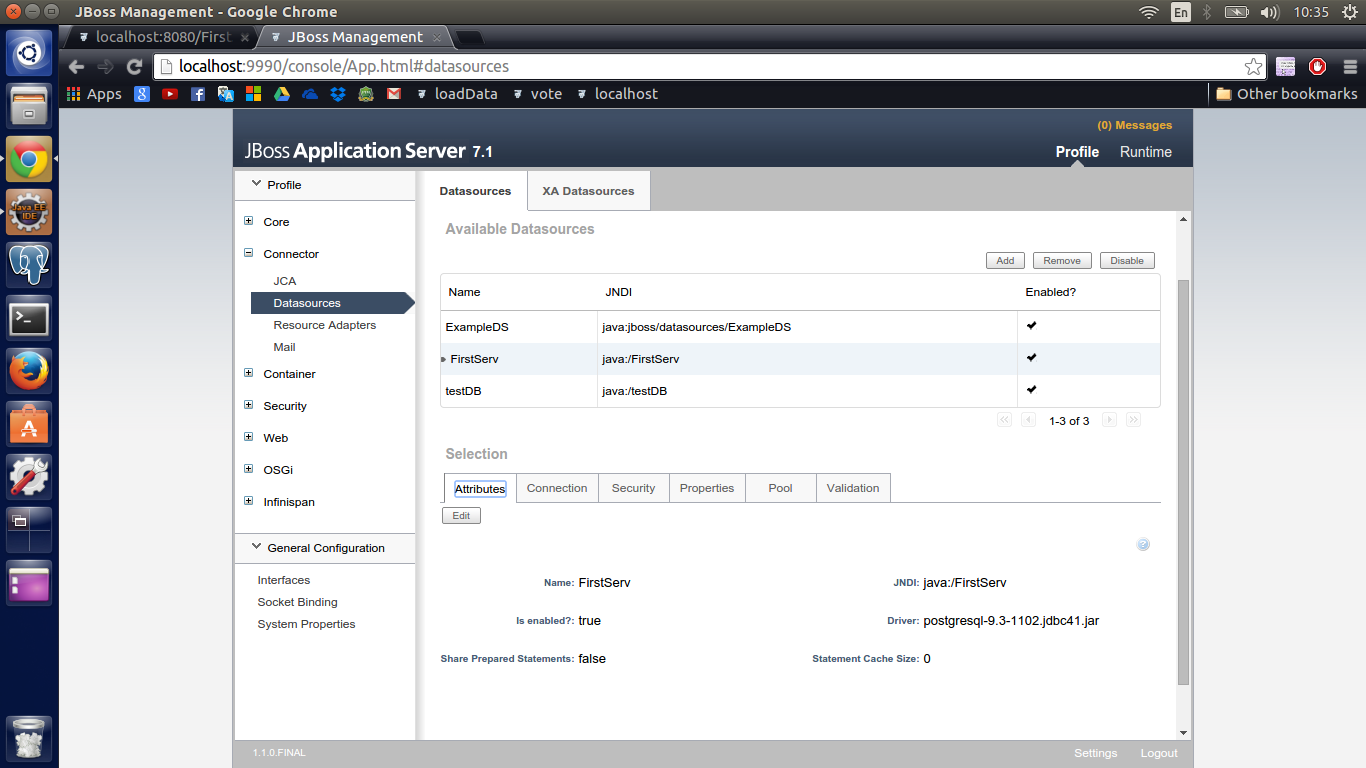 JBoss Management - Google Chrome
En
10:35
localhost:8080/First
JBoss Management
localhost:9990/console/App.html#datasources
Apps
loadData
vote
localhost
Other bookmarks
(0) Messages
JBoss Application Server 7.1
Profile
Runtime
Profile
Core
Connector
JCA
Datasources
Resource Adapters
Mail
Container
Security
Web
OSGi
Infinispan
General Configuration
Interfaces
Socket Binding
System Properties
Datasources
XA Datasources
Available Datasources
Add
Remove
Disable
Name JNDI Enabled?
ExampleDS java:jboss/datasources/ExampleDS
FirstServ java:/FirstServ
testDB java:/testDB
1-3 of 3
Selection
Attributes
Connection
Security
Properties
Pool
Validation
Edit
Name: FirstServ
JNDI: java:/FirstServ
Is enabled?: true
Driver: postgresql-9.3-1102.jdbc41.jar
Share Prepared Statements: false
Statement Cache Size: 0
1.1.0.FINAL
Settings
Logout
Java EE
IDE